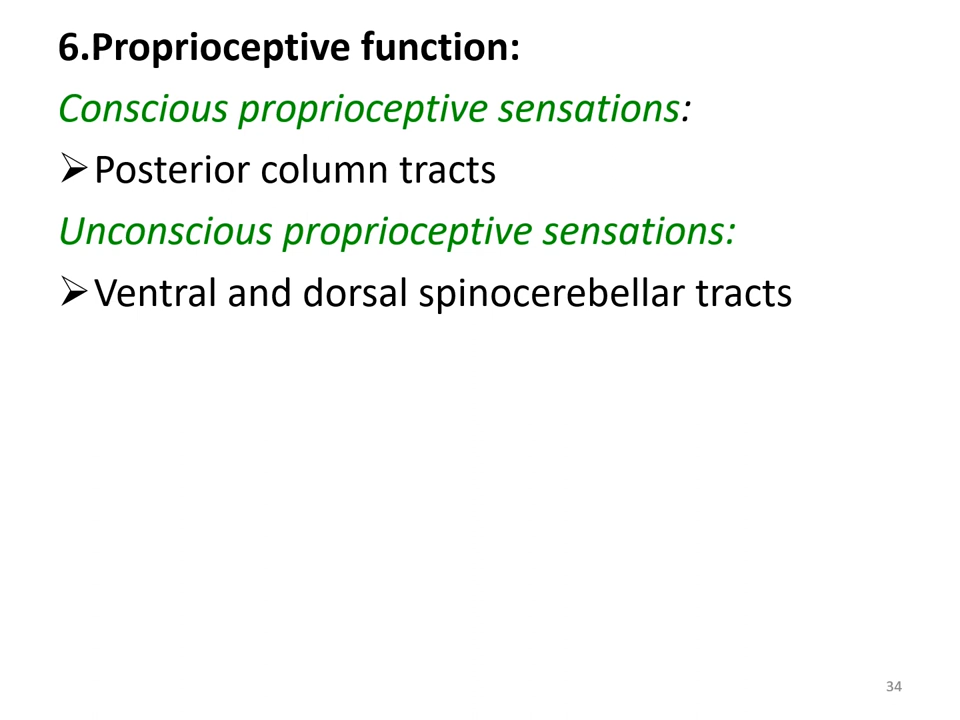 6.Proprioceptive function:
Conscious proprioceptive sensations:
➢Posterior column tracts
Unconscious proprioceptive sensations:
➢Ventral and dorsal spinocerebellar tracts
34